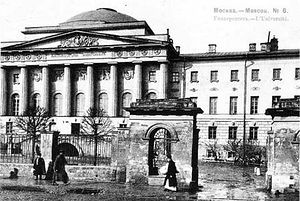 Москва. — Moscou. № 6.
Университетъ. — L'Université.